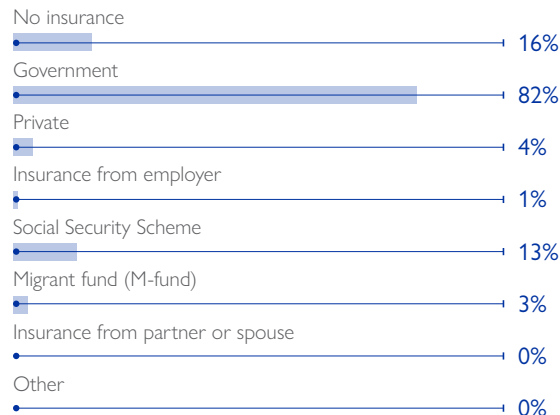 No insurance
16%
Government
82%
Private
4%
Insurance from employer
1%
Social Security Scheme
13%
Migrant fund (M-fund)
3%
Insurance from partner or spouse
0%
Other
0%